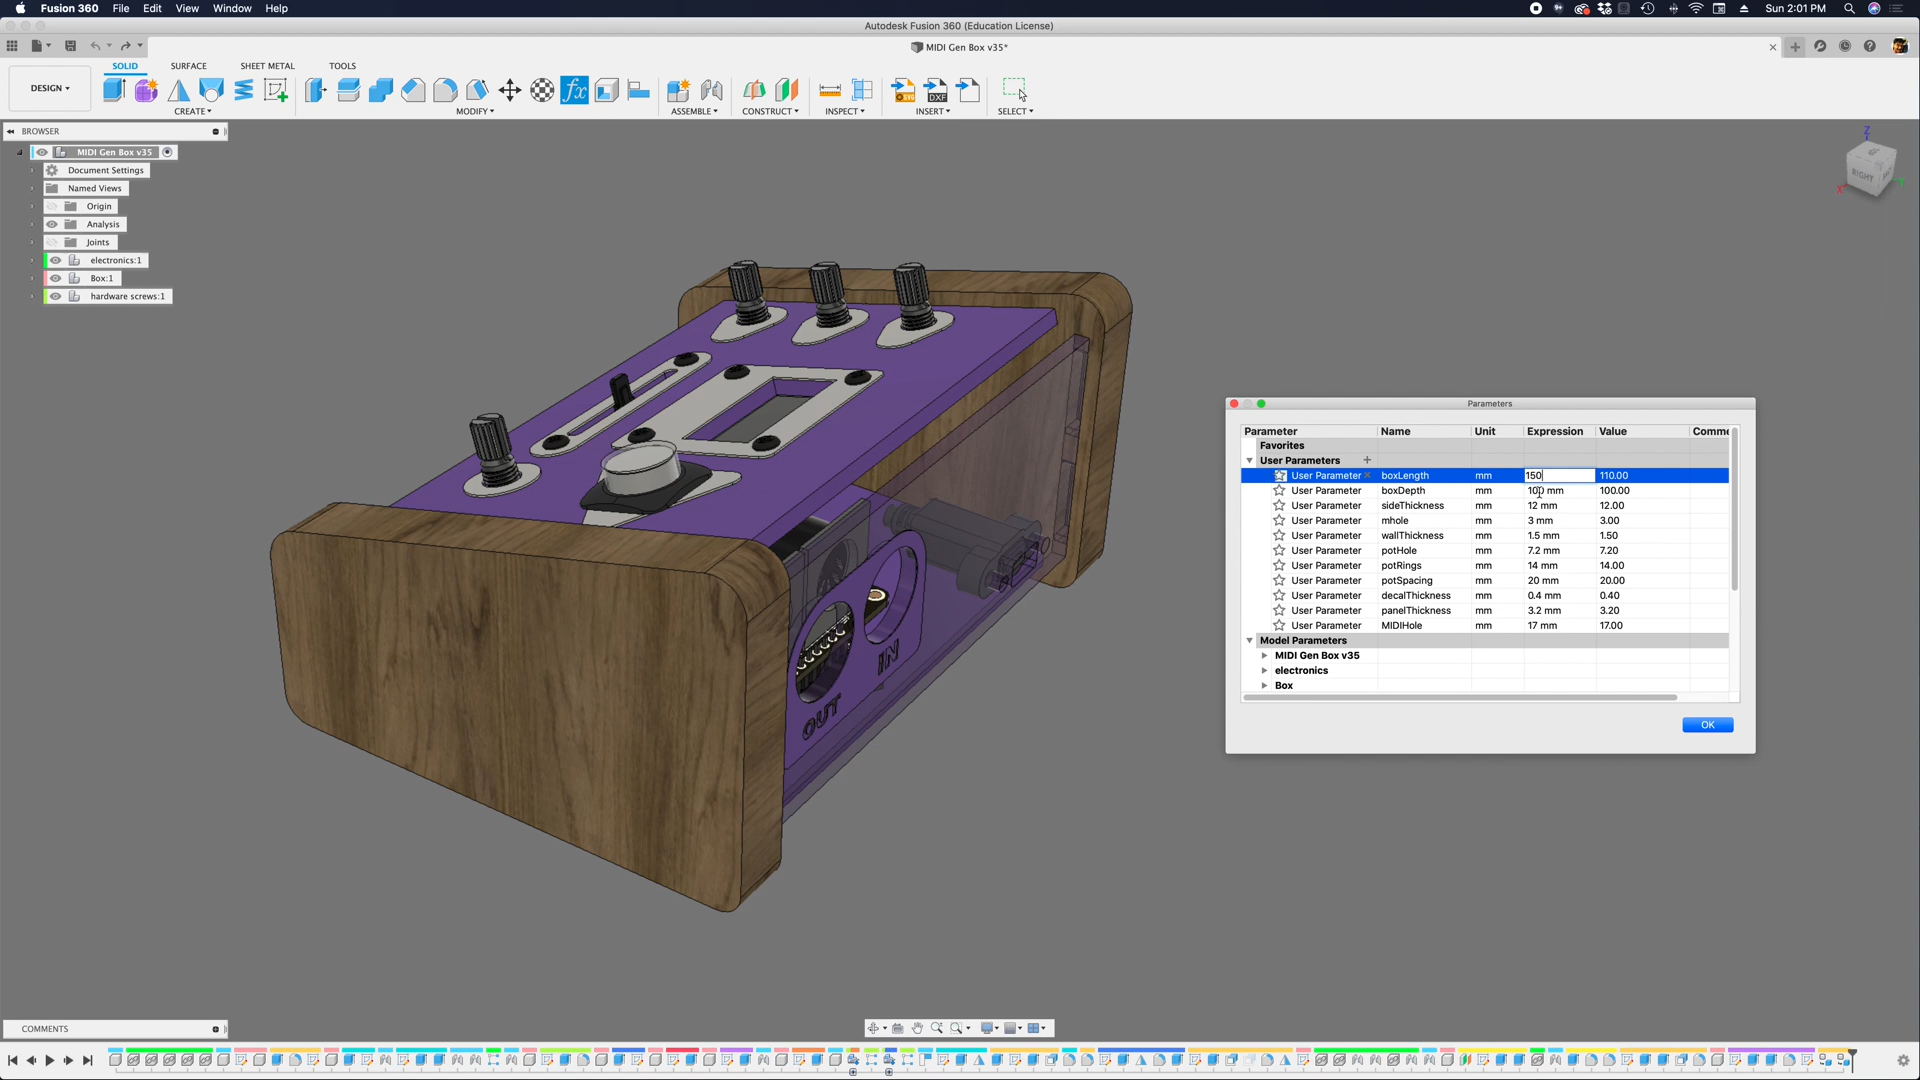 Fusion 360 File Edit View Window Help Sun 2:01 PM
Autodesk Fusion 360 (Education License)
MIDI Gen Box v35*
SOLID SURFACE SHEET METAL TOOLS
DESIGN
CREATE MODIFY ASSEMBLE CONSTRUCT INSPECT INSERT SELECT
SVG DXF
fx
BROWSER
MIDI Gen Box v35
Document Settings
Named Views
Origin
Analysis
Joints
electronics:1
Box:1
hardware screws:1
Z
RIGHT
X
OUT
IN
Parameters
Parameter Name Unit Expression Value Comme
Favorites
User Parameters +
User Parameter boxLength mm 150 110.00
User Parameter boxDepth mm 100 mm 100.00
User Parameter sideThickness mm 12 mm 12.00
User Parameter mhole mm 3 mm 3.00
User Parameter wallThickness mm 1.5 mm 1.50
User Parameter potHole mm 7.2 mm 7.20
User Parameter potRings mm 14 mm 14.00
User Parameter potSpacing mm 20 mm 20.00
User Parameter decalThickness mm 0.4 mm 0.40
User Parameter panelThickness mm 3.2 mm 3.20
User Parameter MIDIHole mm 17 mm 17.00
Model Parameters
MIDI Gen Box v35
electronics
Box
OK
COMMENTS